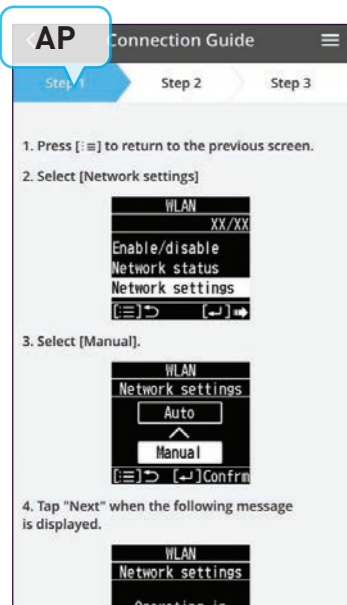 AP
Connection Guide
Step 1
Step 2
Step 3
1. Press [:≡] to return to the previous screen.
2. Select [Network settings]
WLAN
XX/XX
Enable/disable
Network status
Network settings
[:≡]⮌ [↵]➡
3. Select [Manual].
WLAN
Network settings
Auto
Manual
[:≡]⮌ [↵]Confrm
4. Tap "Next" when the following message
is displayed.
WLAN
Network settings
Operating in